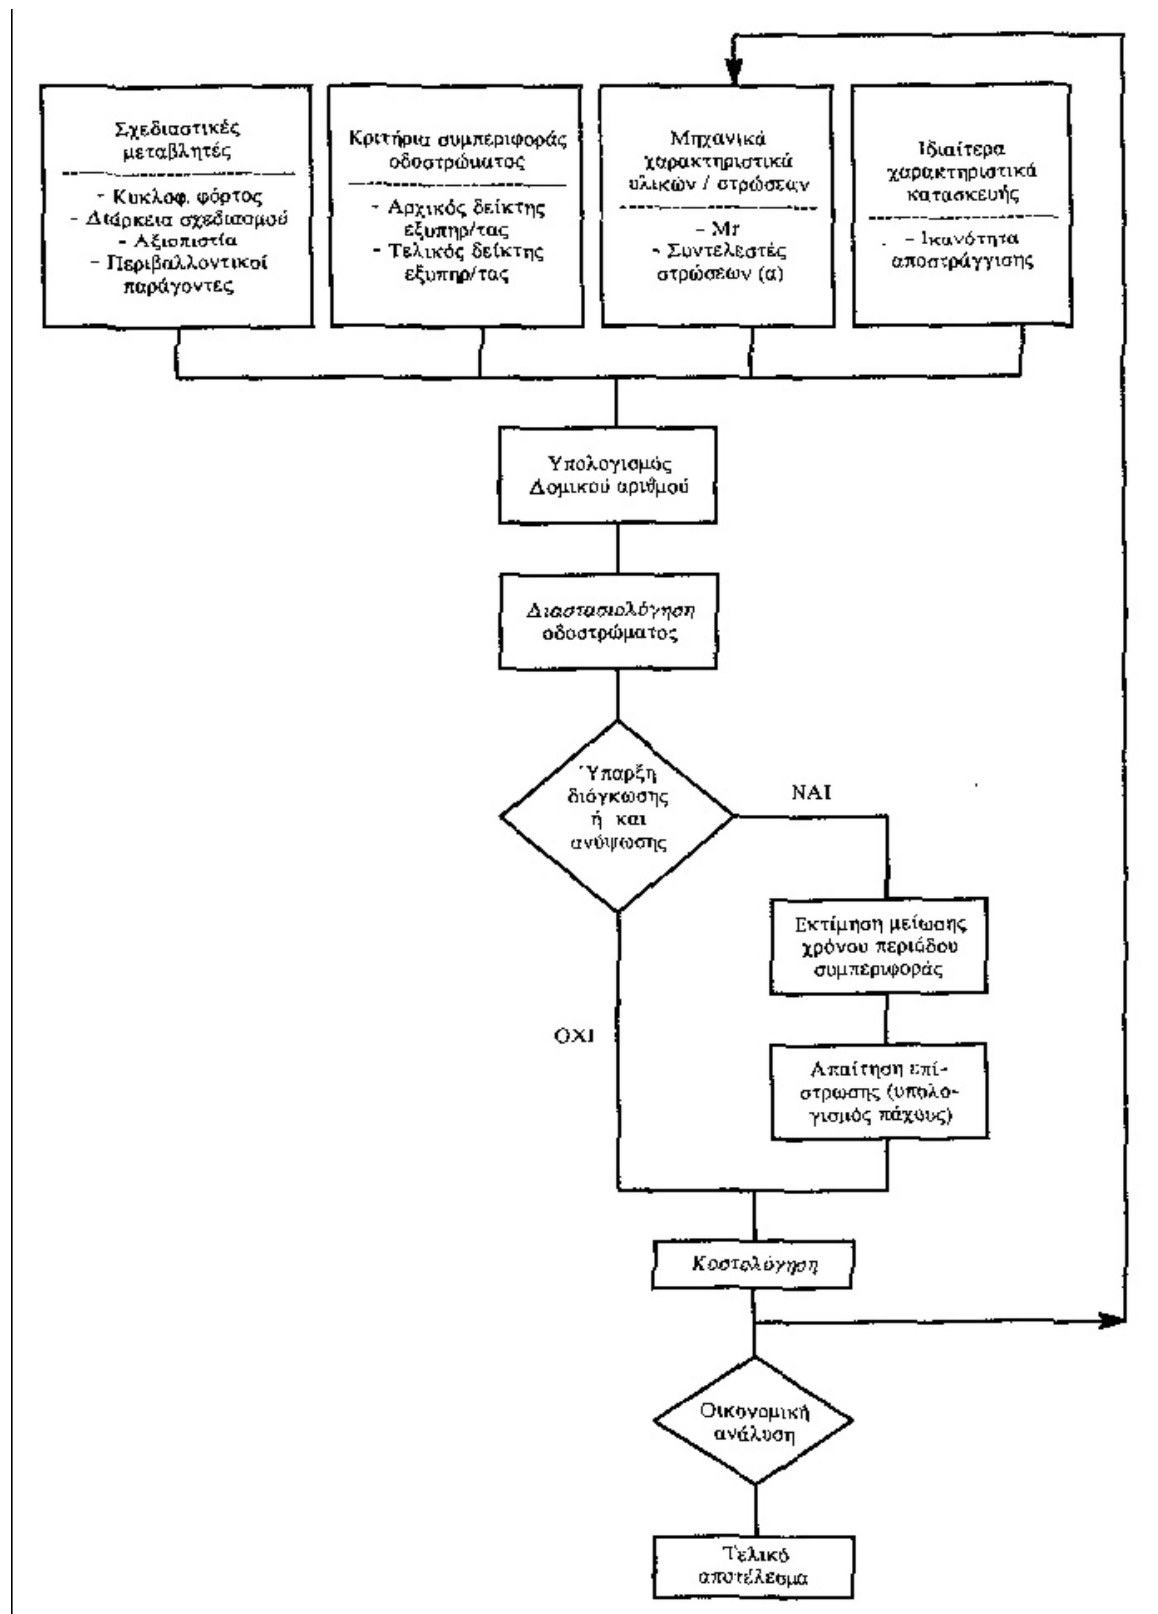 Σχεδιαστικές
μεταβλητές
- Κυκλοφ. φόρτος
- Διάρκεια σχεδιασμού
- Αξιοπιστία
- Περιβαλλοντικοί
παράγοντες
Κριτήρια συμπεριφοράς
οδοστρώματος
- Αρχικός δείκτης
εξυπηρ/τας
- Τελικός δείκτης
εξυπηρ/τας
Μηχανικά
χαρακτηριστικά
υλικών / στρώσεων
- Mr
- Συντελεστές
στρώσεων (α)
Ιδιαίτερα
χαρακτηριστικά
κατασκευής
- Ικανότητα
αποστράγγισης
Υπολογισμός
Δομικού αριθμού
Διαστασιολόγηση
οδοστρώματος
Ύπαρξη
διόγκωσης
ή και
ανύψωσης
ΝΑΙ
Εκτίμηση μείωσης
χρόνου περιόδου
συμπεριφοράς
ΟΧΙ
Απαίτηση επί-
στρωσης (υπολο-
γισμός πάχους)
Κοστολόγηση
Οικονομική
ανάλυση
Τελικό
αποτέλεσμα